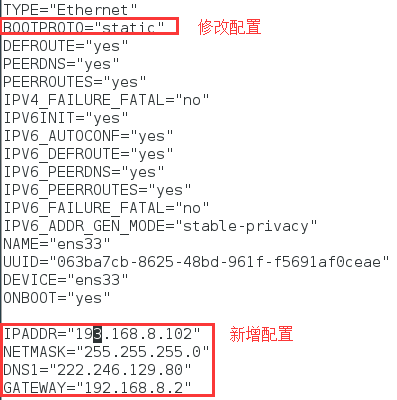 TYPE="Ethernet"
BOOTPROTO="static" 修改配置
DEFROUTE="yes"
PEERDNS="yes"
PEERROUTES="yes"
IPV4_FAILURE_FATAL="no"
IPV6INIT="yes"
IPV6_AUTOCONF="yes"
IPV6_DEFROUTE="yes"
IPV6_PEERDNS="yes"
IPV6_PEERROUTES="yes"
IPV6_FAILURE_FATAL="no"
IPV6_ADDR_GEN_MODE="stable-privacy"
NAME="ens33"
UUID="063ba7cb-8625-48bd-961f-f5691af0ceae"
DEVICE="ens33"
ONBOOT="yes"
IPADDR="193.168.8.102" 新增配置
NETMASK="255.255.255.0"
DNS1="222.246.129.80"
GATEWAY="192.168.8.2"